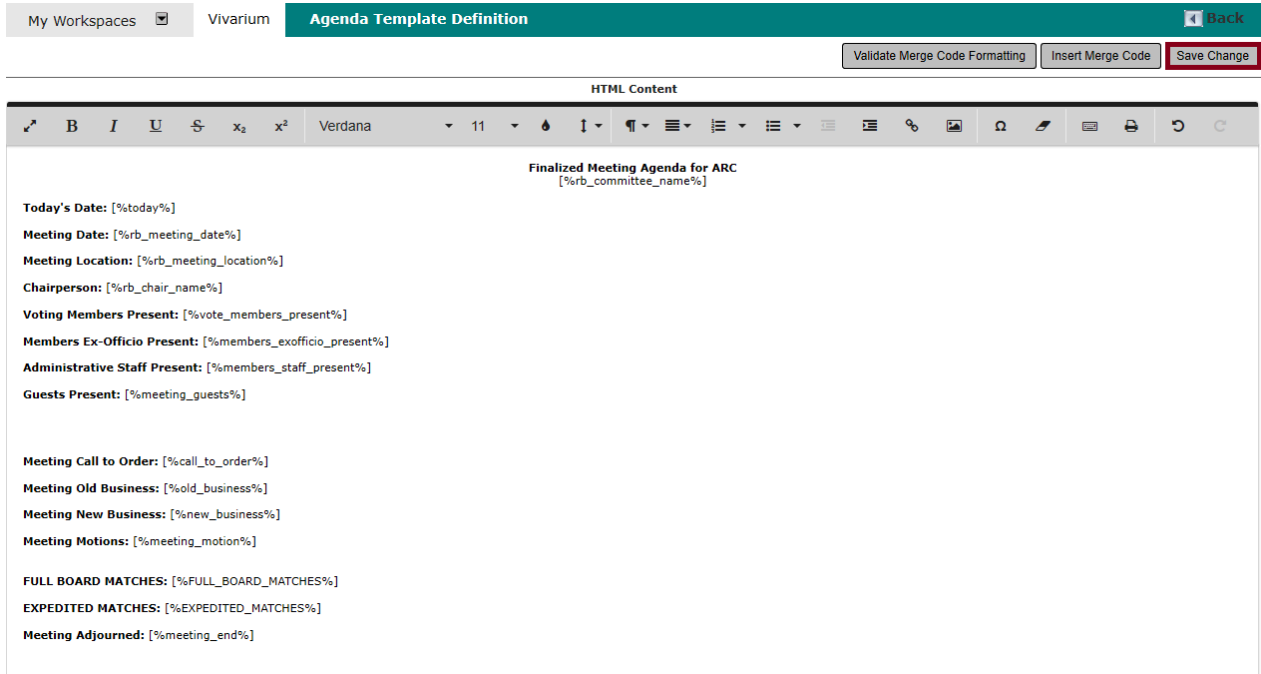 My Workspaces Vivarium Agenda Template Definition Back
Validate Merge Code Formatting Insert Merge Code Save Change
HTML Content
B I U S x₂ x² Verdana 11 ¶ Ω
Finalized Meeting Agenda for ARC
[%rb_committee_name%]
Today's Date: [%today%]
Meeting Date: [%rb_meeting_date%]
Meeting Location: [%rb_meeting_location%]
Chairperson: [%rb_chair_name%]
Voting Members Present: [%vote_members_present%]
Members Ex-Officio Present: [%members_exofficio_present%]
Administrative Staff Present: [%members_staff_present%]
Guests Present: [%meeting_guests%]
Meeting Call to Order: [%call_to_order%]
Meeting Old Business: [%old_business%]
Meeting New Business: [%new_business%]
Meeting Motions: [%meeting_motion%]
FULL BOARD MATCHES: [%FULL_BOARD_MATCHES%]
EXPEDITED MATCHES: [%EXPEDITED_MATCHES%]
Meeting Adjourned: [%meeting_end%]